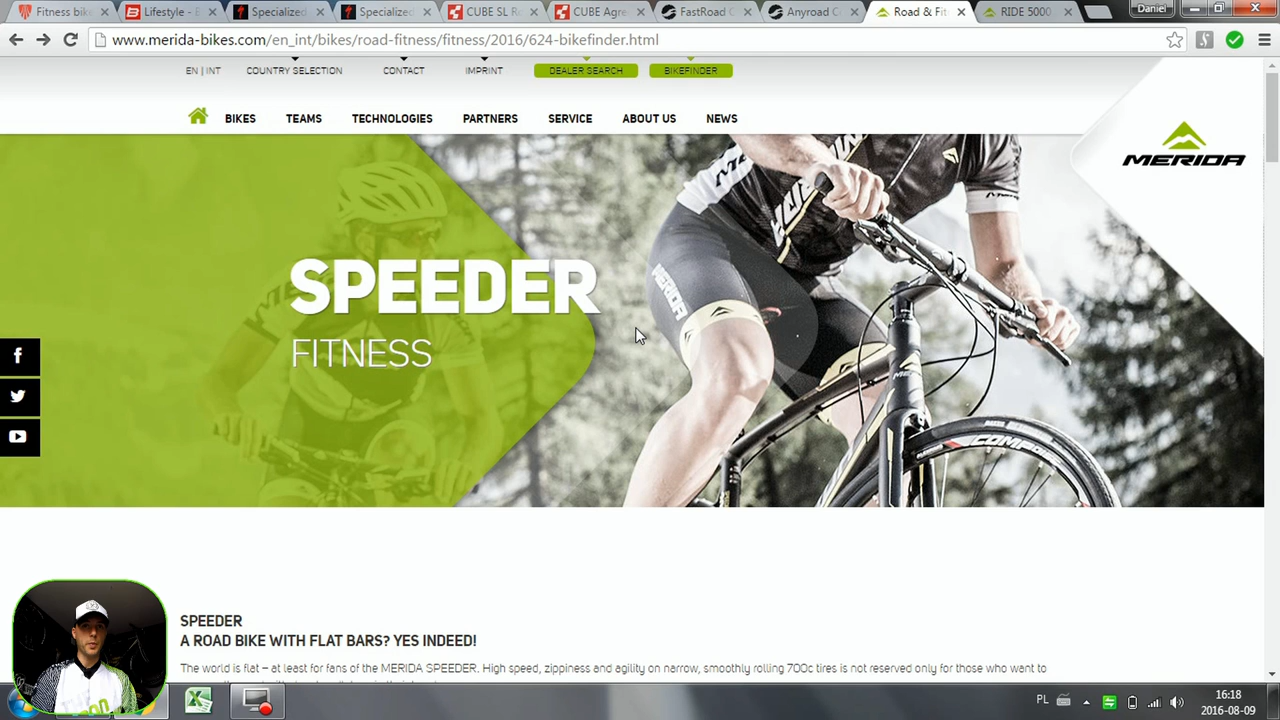 Fitness bike
Lifestyle - B
Specialized
Specialized
CUBE SL R
CUBE Agre
FastRoad C
Anyroad C
Road & Fit
RIDE 5000
Daniel
www.merida-bikes.com/en_int/bikes/road-fitness/fitness/2016/624-bikefinder.html
EN | INT COUNTRY SELECTION CONTACT IMPRINT DEALER SEARCH BIKEFINDER
BIKES TEAMS TECHNOLOGIES PARTNERS SERVICE ABOUT US NEWS
MERIDA
SPEEDER
FITNESS
MERIDA
COMP
SPEEDER
A ROAD BIKE WITH FLAT BARS? YES INDEED!
The world is flat – at least for fans of the MERIDA SPEEDER. High speed, zippiness and agility on narrow, smoothly rolling 700c tires is not reserved only for those who want to
PL
16:18
2016-08-09